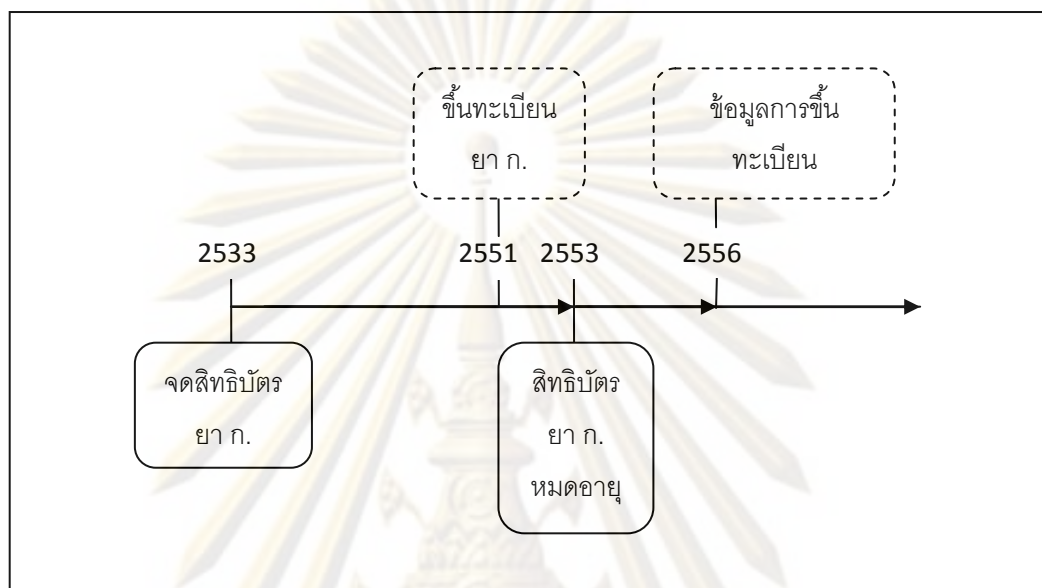 ขึ้นทะเบียน
ยา ก.
ข้อมูลการขึ้น
ทะเบียน
2533
2551
2553
2556
จดสิทธิบัตร
ยา ก.
สิทธิบัตร
ยา ก.
หมดอายุ